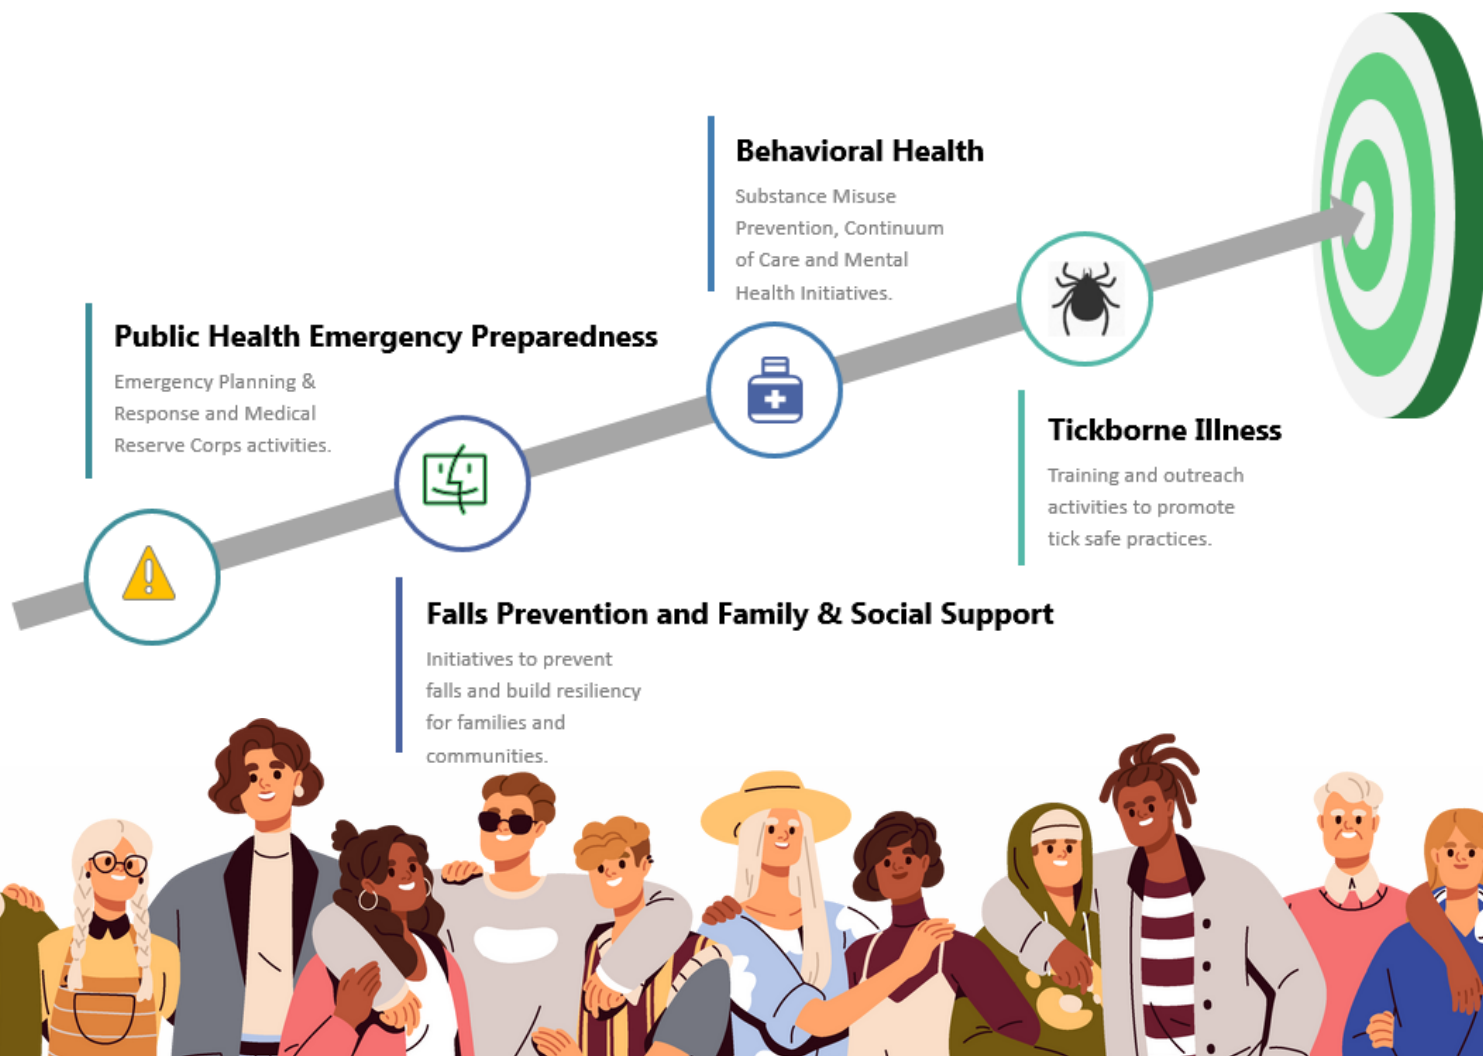 Public Health Emergency Preparedness
Emergency Planning &
Response and Medical
Reserve Corps activities.
Falls Prevention and Family & Social Support
Initiatives to prevent
falls and build resiliency
for families and
communities.
Behavioral Health
Substance Misuse
Prevention, Continuum
of Care and Mental
Health Initiatives.
Tickborne Illness
Training and outreach
activities to promote
tick safe practices.